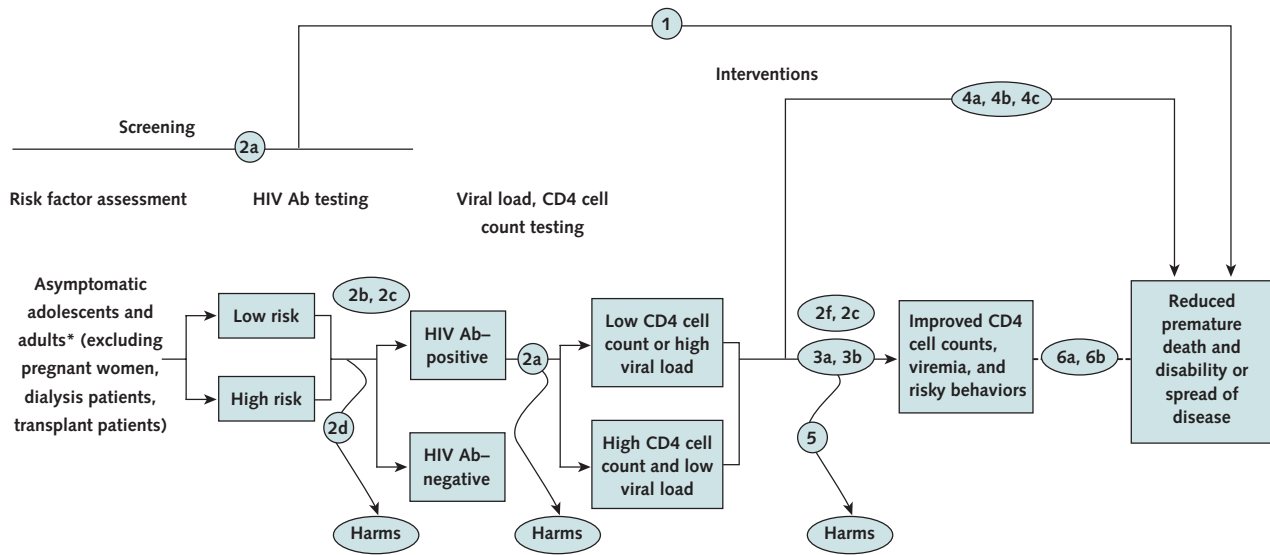 1
Interventions
4a, 4b, 4c
Screening
2a
Risk factor assessment
HIV Ab testing
Viral load, CD4 cell
count testing
Asymptomatic
adolescents and
adults* (excluding
pregnant women,
dialysis patients,
transplant patients)
Low risk
High risk
2b, 2c
2d
Harms
HIV Ab–
positive
HIV Ab–
negative
2a
Harms
Low CD4 cell
count or high
viral load
High CD4 cell
count and low
viral load
2f, 2c
3a, 3b
5
Harms
Improved CD4
cell counts,
viremia, and
risky behaviors
6a, 6b
Reduced
premature
death and
disability or
spread of
disease